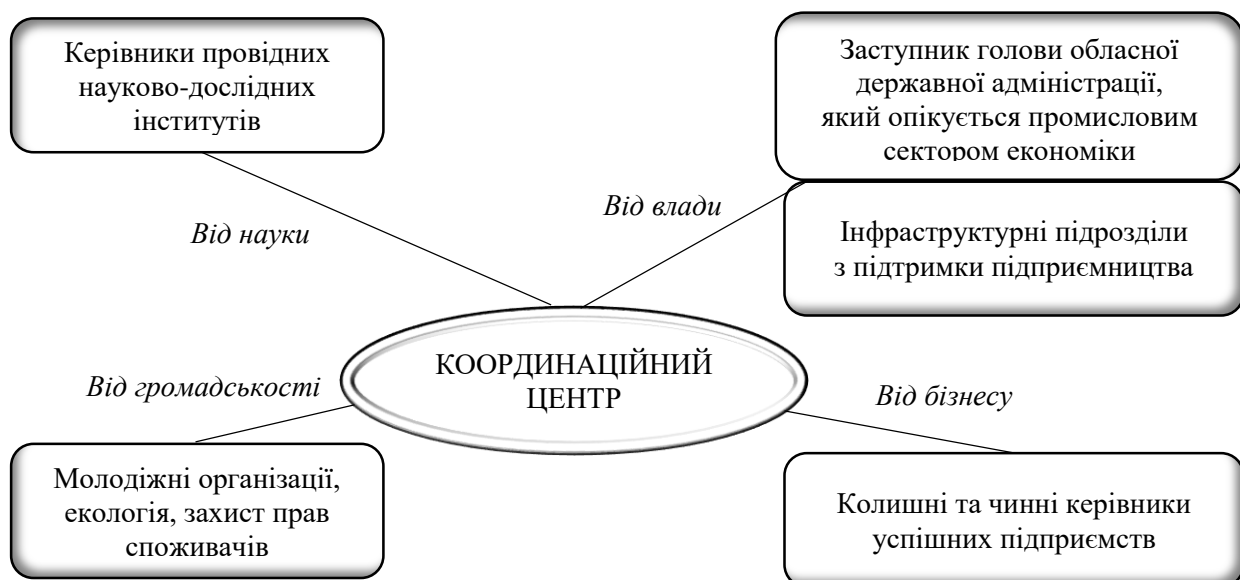 Керівники провідних
науково-дослідних
інститутів
Заступник голови обласної
державної адміністрації,
який опікується промисловим
сектором економіки
Від науки
Від влади
Інфраструктурні підрозділи
з підтримки підприємництва
КООРДИНАЦІЙНИЙ
ЦЕНТР
Від громадськості
Від бізнесу
Молодіжні організації,
екологія, захист прав
споживачів
Колишні та чинні керівники
успішних підприємств